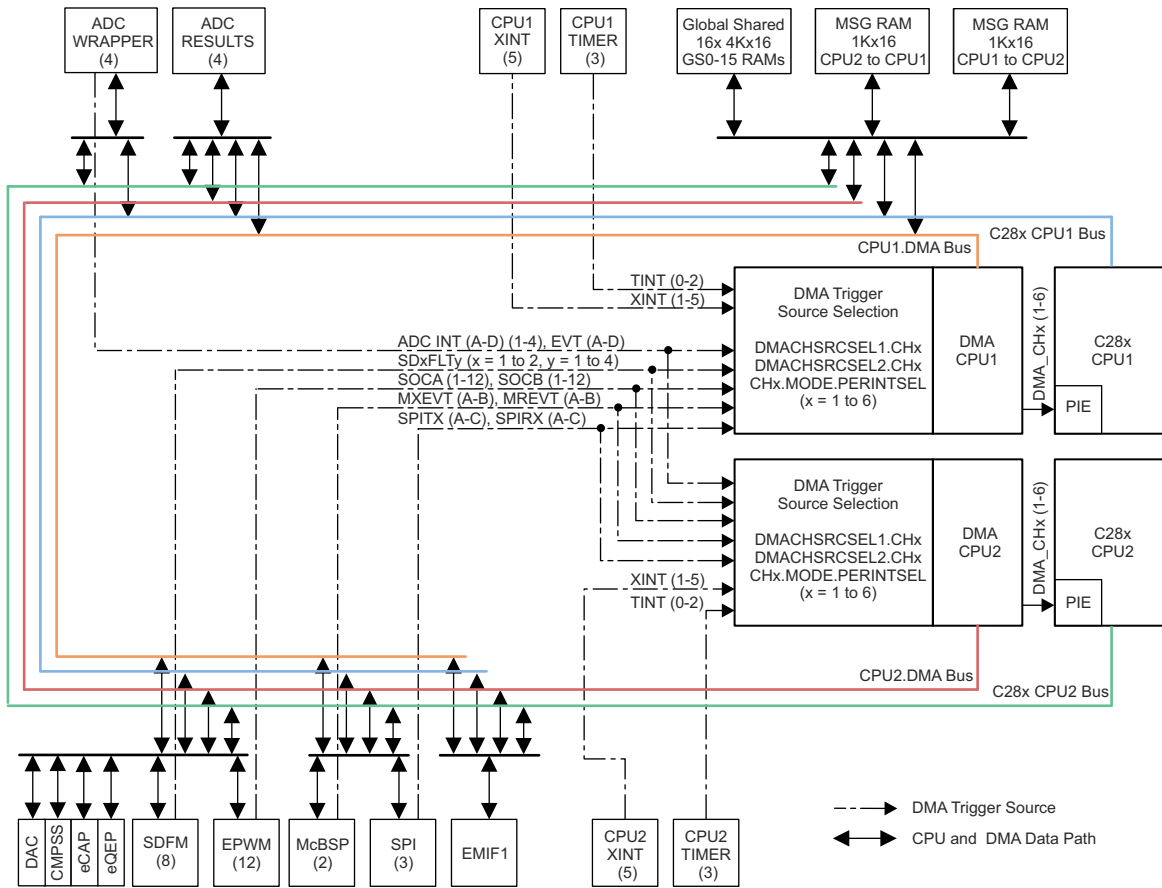 ADC
WRAPPER
(4)
ADC
RESULTS
(4)
CPU1
XINT
(5)
CPU1
TIMER
(3)
Global Shared
16x 4Kx16
GS0-15 RAMs
MSG RAM
1Kx16
CPU2 to CPU1
MSG RAM
1Kx16
CPU1 to CPU2
C28x CPU1 Bus
CPU1.DMA Bus
TINT (0-2)
XINT (1-5)
ADC INT (A-D) (1-4), EVT (A-D)
SDxFLTy (x = 1 to 2, y = 1 to 4)
SOCA (1-12), SOCB (1-12)
MXEVT (A-B), MREVT (A-B)
SPITX (A-C), SPIRX (A-C)
DMA Trigger
Source Selection
DMACHSRCSEL1.CHx
DMACHSRCSEL2.CHx
CHx.MODE.PERINTSEL
(x = 1 to 6)
DMA
CPU1
DMA_CHx (1-6)
C28x
CPU1
PIE
DMA Trigger
Source Selection
DMACHSRCSEL1.CHx
DMACHSRCSEL2.CHx
CHx.MODE.PERINTSEL
(x = 1 to 6)
DMA
CPU2
DMA_CHx (1-6)
C28x
CPU2
PIE
XINT (1-5)
TINT (0-2)
CPU2.DMA Bus
C28x CPU2 Bus
DAC
CMPSS
eCAP
eQEP
SDFM
(8)
EPWM
(12)
McBSP
(2)
SPI
(3)
EMIF1
CPU2
XINT
(5)
CPU2
TIMER
(3)
DMA Trigger Source
CPU and DMA Data Path